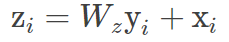 z_i = W_z y_i + x_i